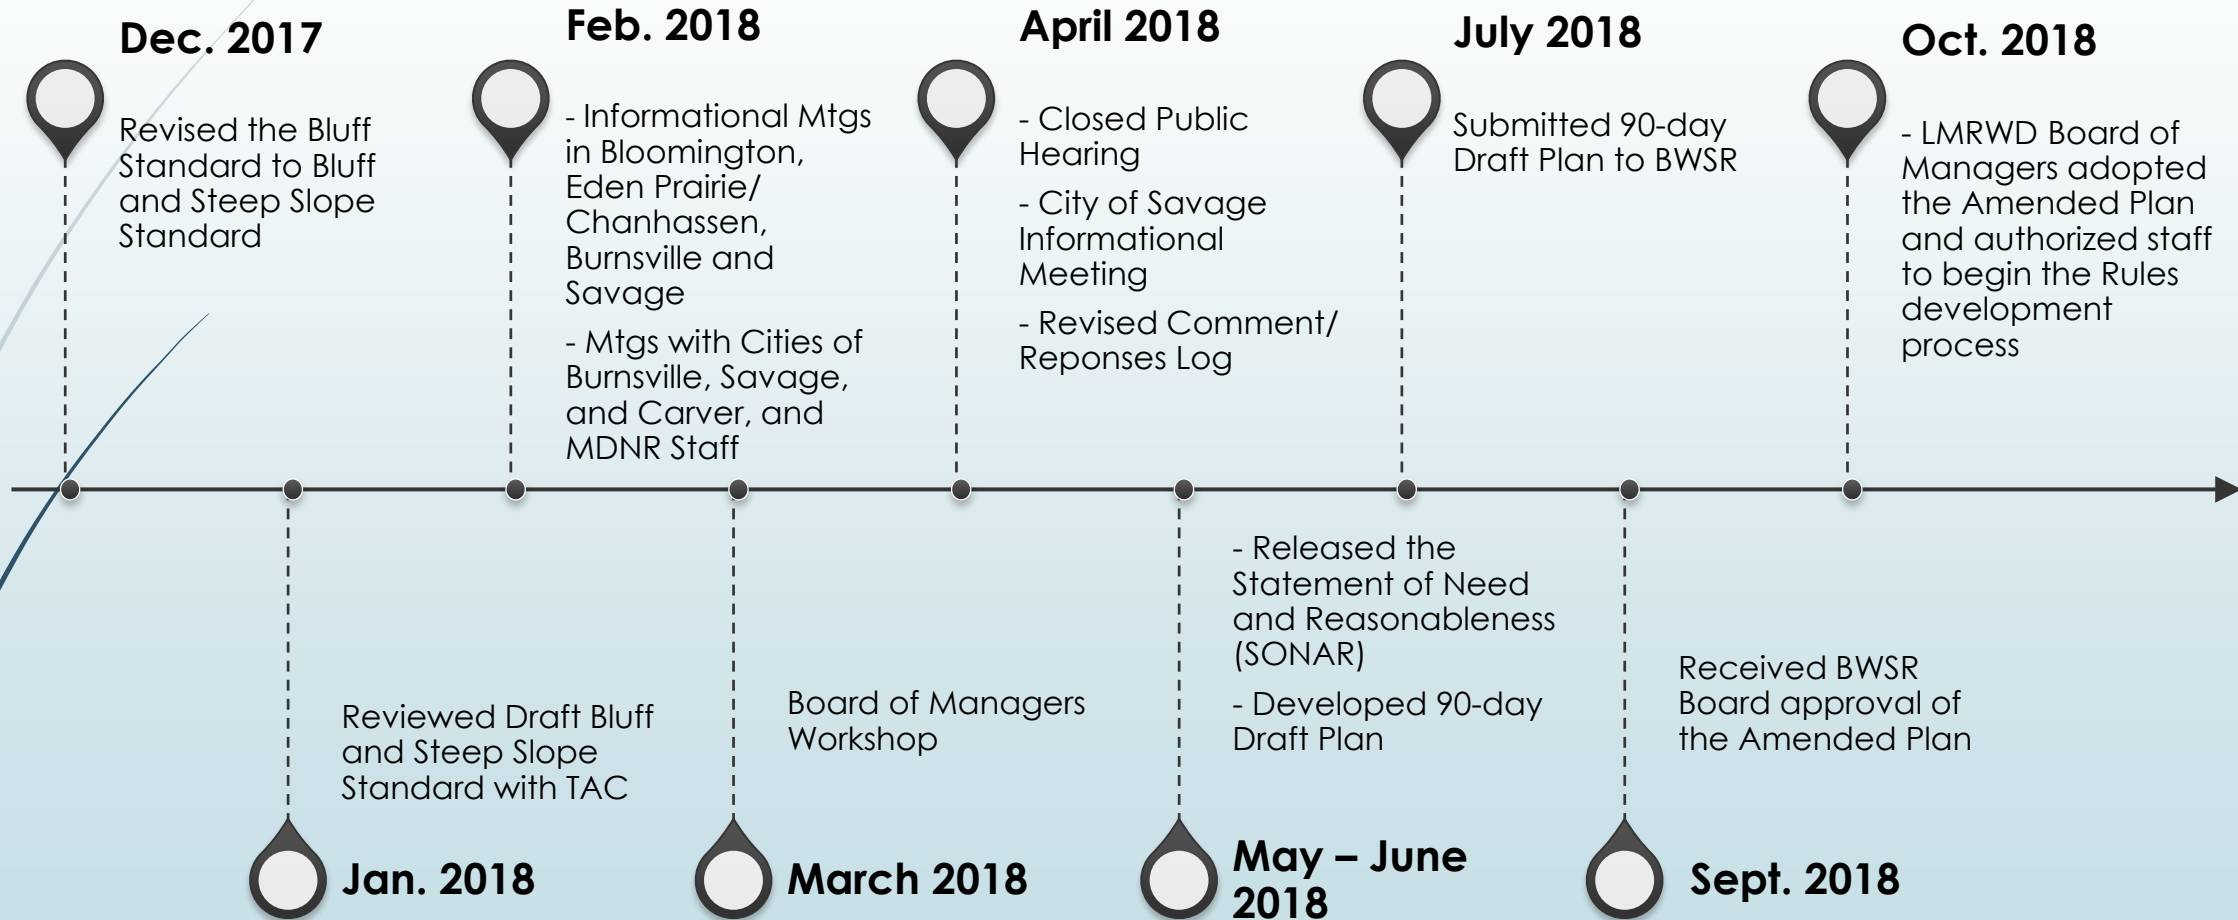 Dec. 2017
Revised the Bluff
Standard to Bluff
and Steep Slope
Standard
Feb. 2018
- Informational Mtgs
in Bloomington,
Eden Prairie/
Chanhassen,
Burnsville and
Savage
- Mtgs with Cities of
Burnsville, Savage,
and Carver, and
MDNR Staff
April 2018
- Closed Public
Hearing
- City of Savage
Informational
Meeting
- Revised Comment/
Reponses Log
July 2018
Submitted 90-day
Draft Plan to BWSR
Oct. 2018
- LMRWD Board of
Managers adopted
the Amended Plan
and authorized staff
to begin the Rules
development
process
Reviewed Draft Bluff
and Steep Slope
Standard with TAC
Jan. 2018
Board of Managers
Workshop
March 2018
- Released the
Statement of Need
and Reasonableness
(SONAR)
- Developed 90-day
Draft Plan
May – June
2018
Received BWSR
Board approval of
the Amended Plan
Sept. 2018